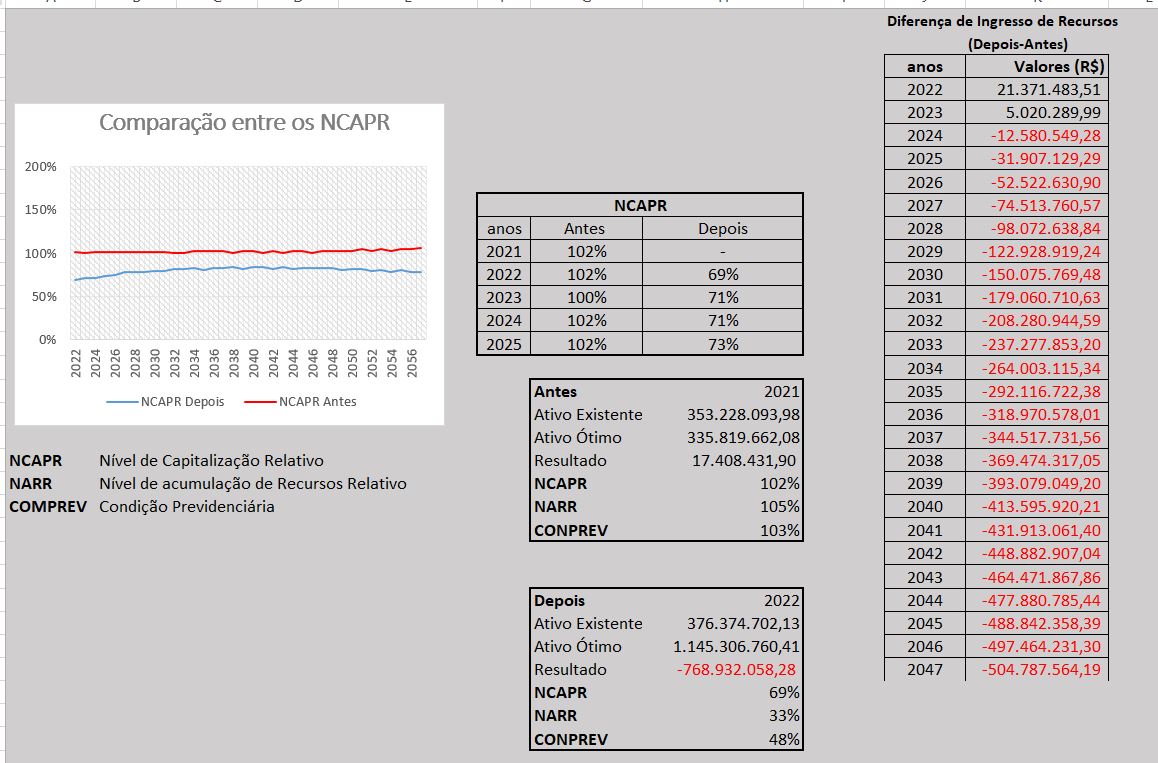 Comparação entre os NCAPR
200%
150%
100%
50%
0%
2022 2024 2026 2028 2030 2032 2034 2036 2038 2040 2042 2044 2046 2048 2050 2052 2054 2056
NCAPR Depois NCAPR Antes
NCAPR Nível de Capitalização Relativo
NARR Nível de acumulação de Recursos Relativo
COMPREV Condição Previdenciária
NCAPR
anos Antes Depois
2021 102% -
2022 102% 69%
2023 100% 71%
2024 102% 71%
2025 102% 73%
Antes 2021
Ativo Existente 353.228.093,98
Ativo Ótimo 335.819.662,08
Resultado 17.408.431,90
NCAPR 102%
NARR 105%
CONPREV 103%
Depois 2022
Ativo Existente 376.374.702,13
Ativo Ótimo 1.145.306.760,41
Resultado -768.932.058,28
NCAPR 69%
NARR 33%
CONPREV 48%
Diferença de Ingresso de Recursos
(Depois-Antes)
anos Valores (R$)
2022 21.371.483,51
2023 5.020.289,99
2024 -12.580.549,28
2025 -31.907.129,29
2026 -52.522.630,90
2027 -74.513.760,57
2028 -98.072.638,84
2029 -122.928.919,24
2030 -150.075.769,48
2031 -179.060.710,63
2032 -208.280.944,59
2033 -237.277.853,20
2034 -264.003.115,34
2035 -292.116.722,38
2036 -318.970.578,01
2037 -344.517.731,56
2038 -369.474.317,05
2039 -393.079.049,20
2040 -413.595.920,21
2041 -431.913.061,40
2042 -448.882.907,04
2043 -464.471.867,86
2044 -477.880.785,44
2045 -488.842.358,39
2046 -497.464.231,30
2047 -504.787.564,19